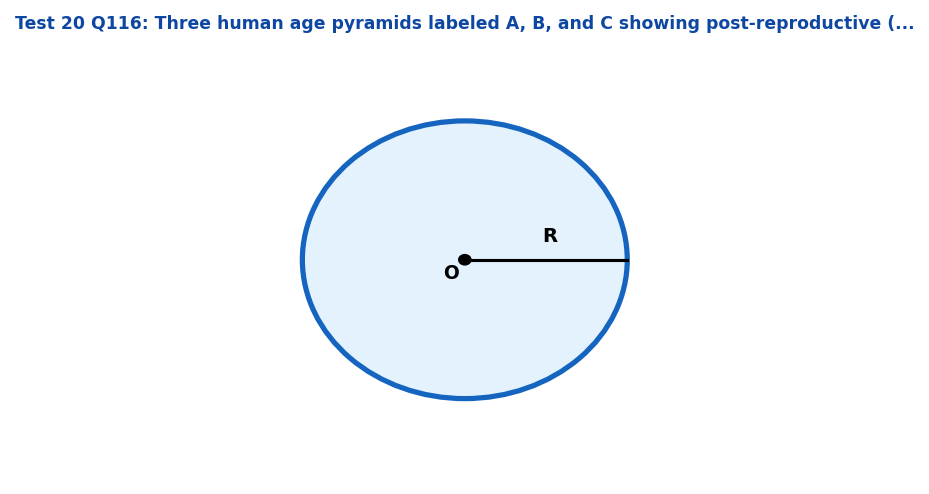 Test 20 Q116: Three human age pyramids labeled A, B, and C showing post-reproductive (...
R
O